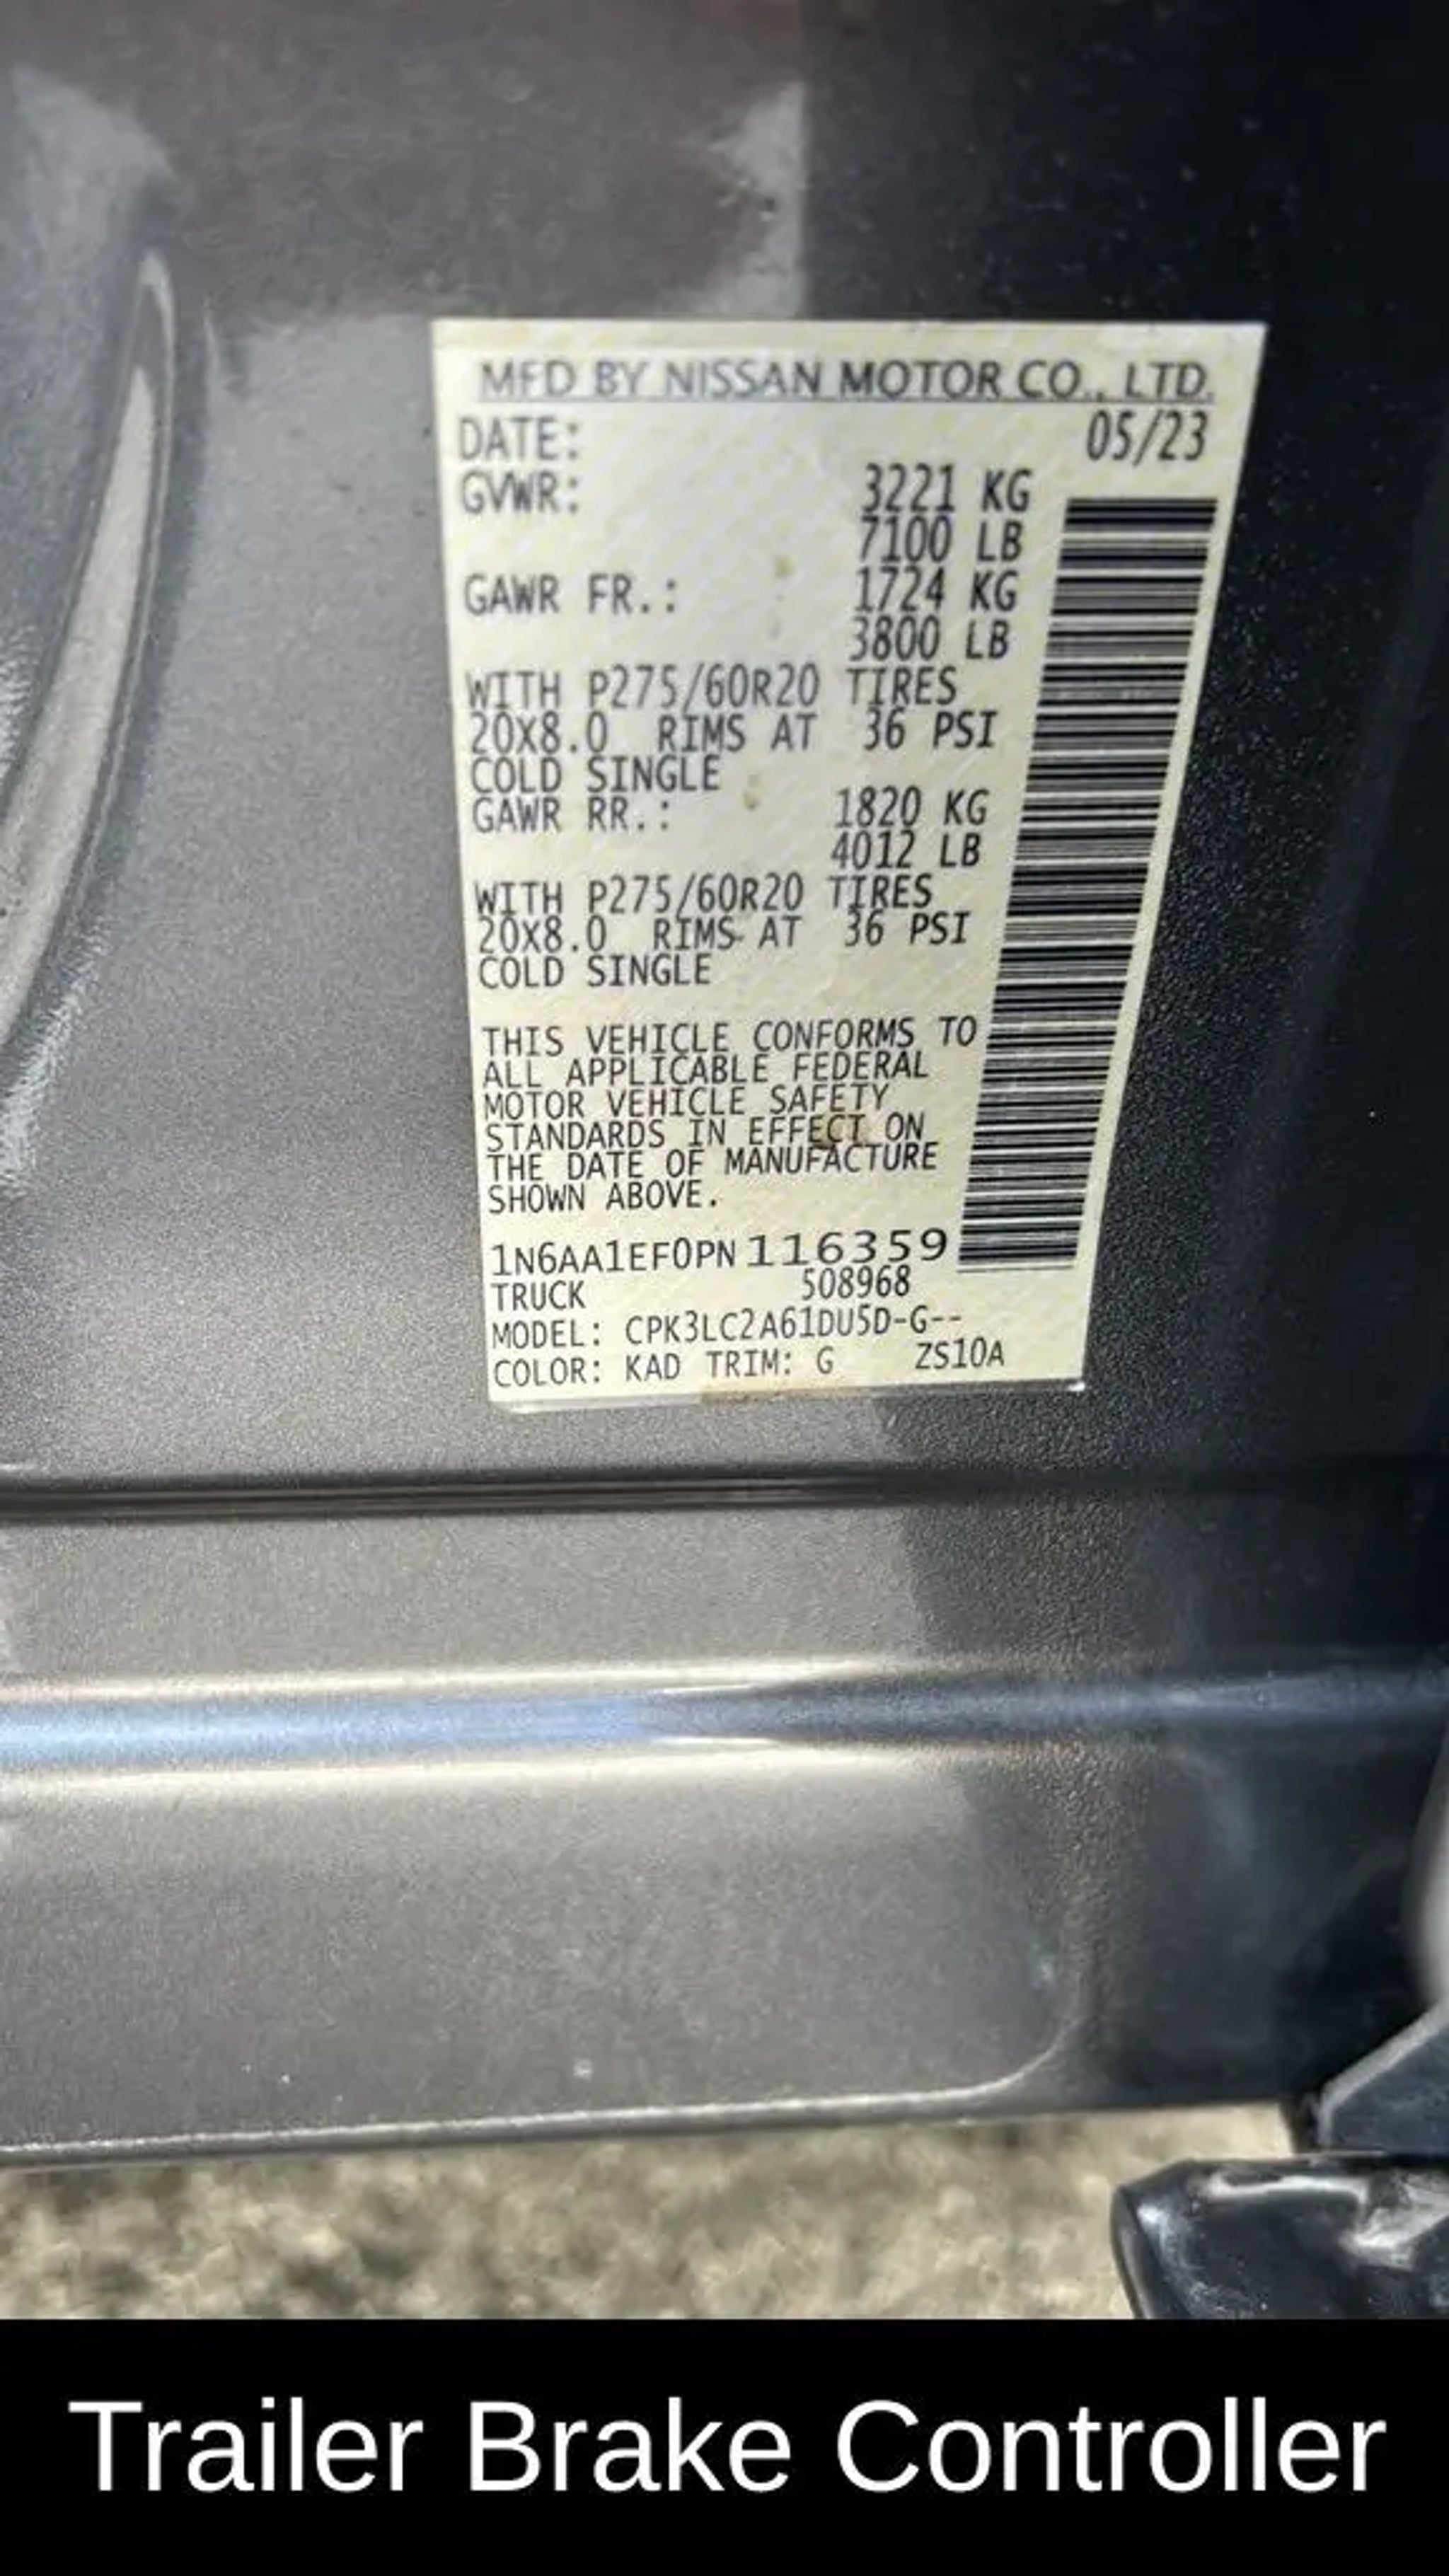 MFD BY NISSAN MOTOR CO., LTD.
DATE: 05/23
GVWR: 3221 KG
7100 LB
GAWR FR.: 1724 KG
3800 LB
WITH P275/60R20 TIRES
20X8.0 RIMS AT 36 PSI
COLD SINGLE
GAWR RR.: 1820 KG
4012 LB
WITH P275/60R20 TIRES
20X8.0 RIMS AT 36 PSI
COLD SINGLE
THIS VEHICLE CONFORMS TO
ALL APPLICABLE FEDERAL
MOTOR VEHICLE SAFETY
STANDARDS IN EFFECT ON
THE DATE OF MANUFACTURE
SHOWN ABOVE.
1N6AA1EF0PN116359
TRUCK 508968
MODEL: CPK3LC2A61DU5D-G--
COLOR: KAD TRIM: G ZS10A
Trailer Brake Controller